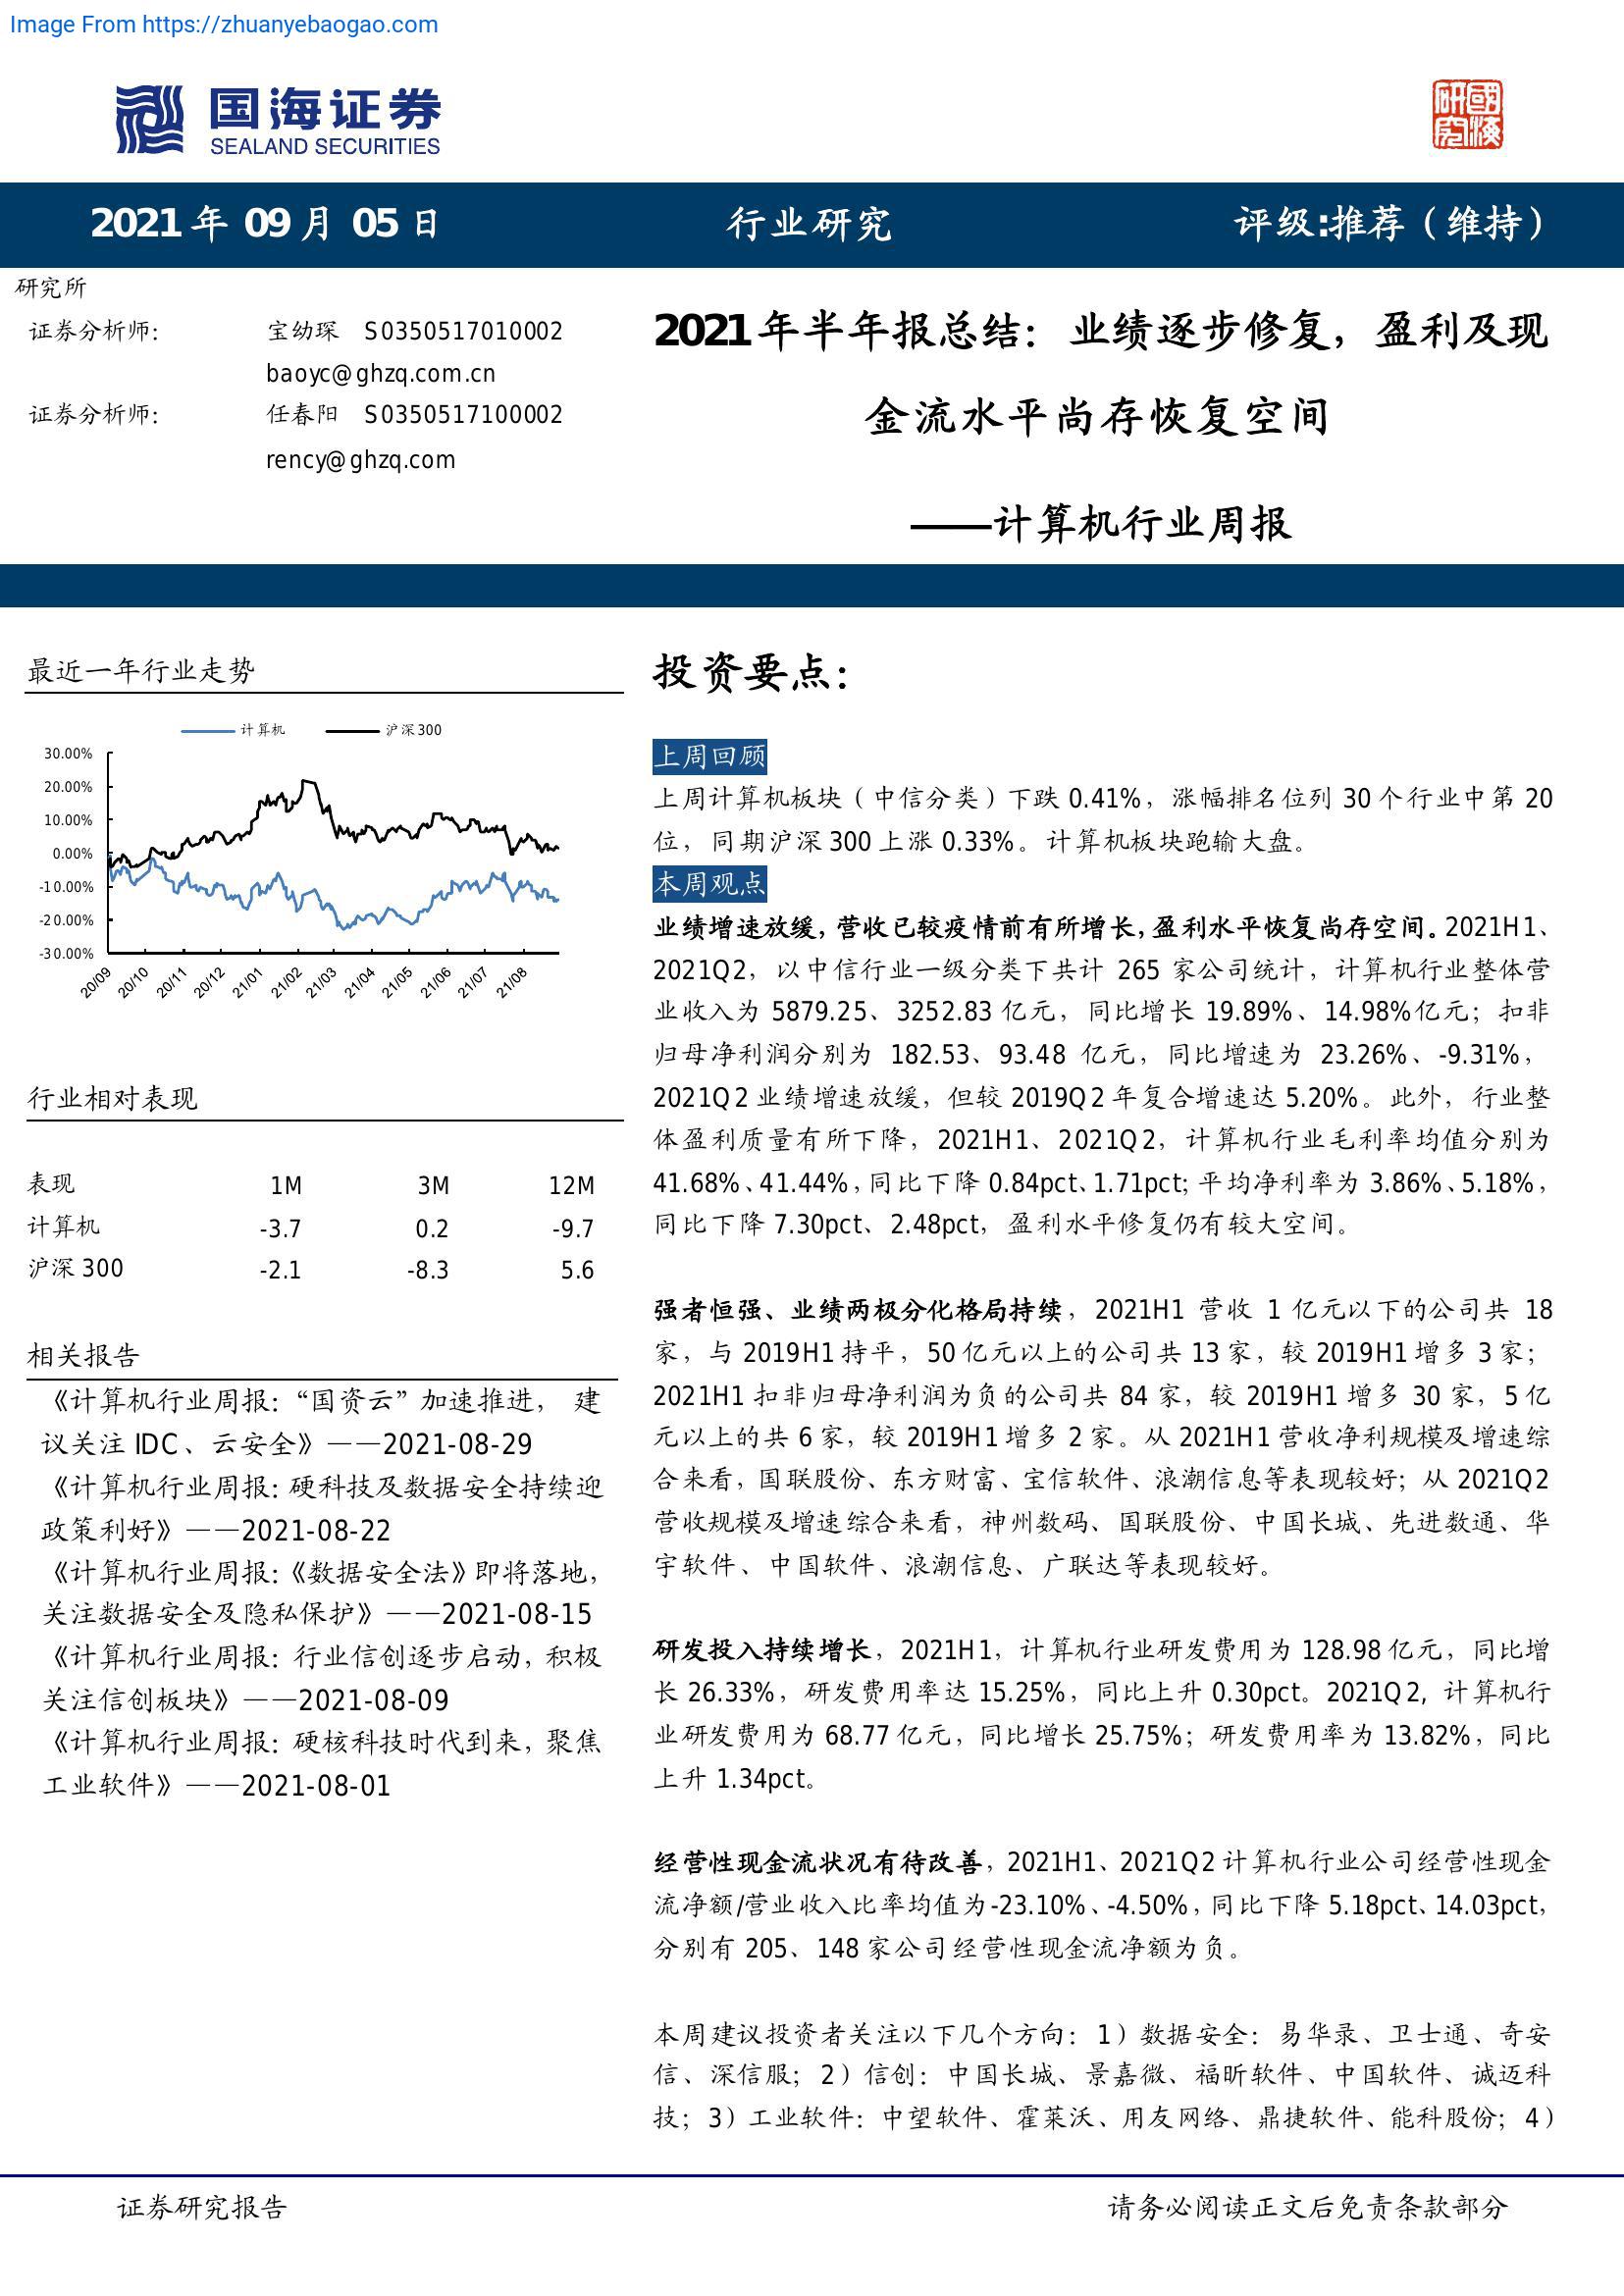 Image From https://zhuanyebaogao.com
国海证券
SEALAND SECURITIES
研國
究海
2021 年 09 月 05 日
行业研究
评级:推荐（维持）
研究所
证券分析师： 宝幼琛 S0350517010002
baoyc@ghzq.com.cn
证券分析师： 任春阳 S0350517100002
rency@ghzq.com
2021 年半年报总结：业绩逐步修复，盈利及现
金流水平尚存恢复空间
——计算机行业周报
最近一年行业走势
计算机 沪深300
30.00%
20.00%
10.00%
0.00%
-10.00%
-20.00%
-30.00%
20/09 20/10 20/11 20/12 21/01 21/02 21/03 21/04 21/05 21/06 21/07 21/08
行业相对表现
表现 1M 3M 12M
计算机 -3.7 0.2 -9.7
沪深 300 -2.1 -8.3 5.6
相关报告
《计算机行业周报：“国资云”加速推进， 建
议关注 IDC、云安全》——2021-08-29
《计算机行业周报：硬科技及数据安全持续迎
政策利好》——2021-08-22
《计算机行业周报：《数据安全法》即将落地，
关注数据安全及隐私保护》——2021-08-15
《计算机行业周报：行业信创逐步启动，积极
关注信创板块》——2021-08-09
《计算机行业周报：硬核科技时代到来，聚焦
工业软件》——2021-08-01
投资要点：
上周回顾
上周计算机板块（中信分类）下跌 0.41%，涨幅排名位列 30 个行业中第 20
位，同期沪深 300 上涨 0.33%。计算机板块跑输大盘。
本周观点
业绩增速放缓，营收已较疫情前有所增长，盈利水平恢复尚存空间。2021H1、
2021Q2，以中信行业一级分类下共计 265 家公司统计，计算机行业整体营
业收入为 5879.25、3252.83 亿元，同比增长 19.89%、14.98%亿元；扣非
归母净利润分别为 182.53、93.48 亿元，同比增速为 23.26%、-9.31%，
2021Q2 业绩增速放缓，但较 2019Q2 年复合增速达 5.20%。此外，行业整
体盈利质量有所下降，2021H1、2021Q2，计算机行业毛利率均值分别为
41.68%、41.44%，同比下降 0.84pct、1.71pct；平均净利率为 3.86%、5.18%，
同比下降 7.30pct、2.48pct，盈利水平修复仍有较大空间。
强者恒强、业绩两极分化格局持续，2021H1 营收 1 亿元以下的公司共 18
家，与 2019H1 持平，50 亿元以上的公司共 13 家，较 2019H1 增多 3 家；
2021H1 扣非归母净利润为负的公司共 84 家，较 2019H1 增多 30 家，5 亿
元以上的共 6 家，较 2019H1 增多 2 家。从 2021H1 营收净利规模及增速综
合来看，国联股份、东方财富、宝信软件、浪潮信息等表现较好；从 2021Q2
营收规模及增速综合来看，神州数码、国联股份、中国长城、先进数通、华
宇软件、中国软件、浪潮信息、广联达等表现较好。
研发投入持续增长，2021H1，计算机行业研发费用为 128.98 亿元，同比增
长 26.33%，研发费用率达 15.25%，同比上升 0.30pct。2021Q2，计算机行
业研发费用为 68.77 亿元，同比增长 25.75%；研发费用率为 13.82%，同比
上升 1.34pct。
经营性现金流状况有待改善，2021H1、2021Q2 计算机行业公司经营性现金
流净额/营业收入比率均值为-23.10%、-4.50%，同比下降 5.18pct、14.03pct，
分别有 205、148 家公司经营性现金流净额为负。
本周建议投资者关注以下几个方向：1）数据安全：易华录、卫士通、奇安
信、深信服；2）信创：中国长城、景嘉微、福昕软件、中国软件、诚迈科
技；3）工业软件：中望软件、霍莱沃、用友网络、鼎捷软件、能科股份；4）
证券研究报告
请务必阅读正文后免责条款部分